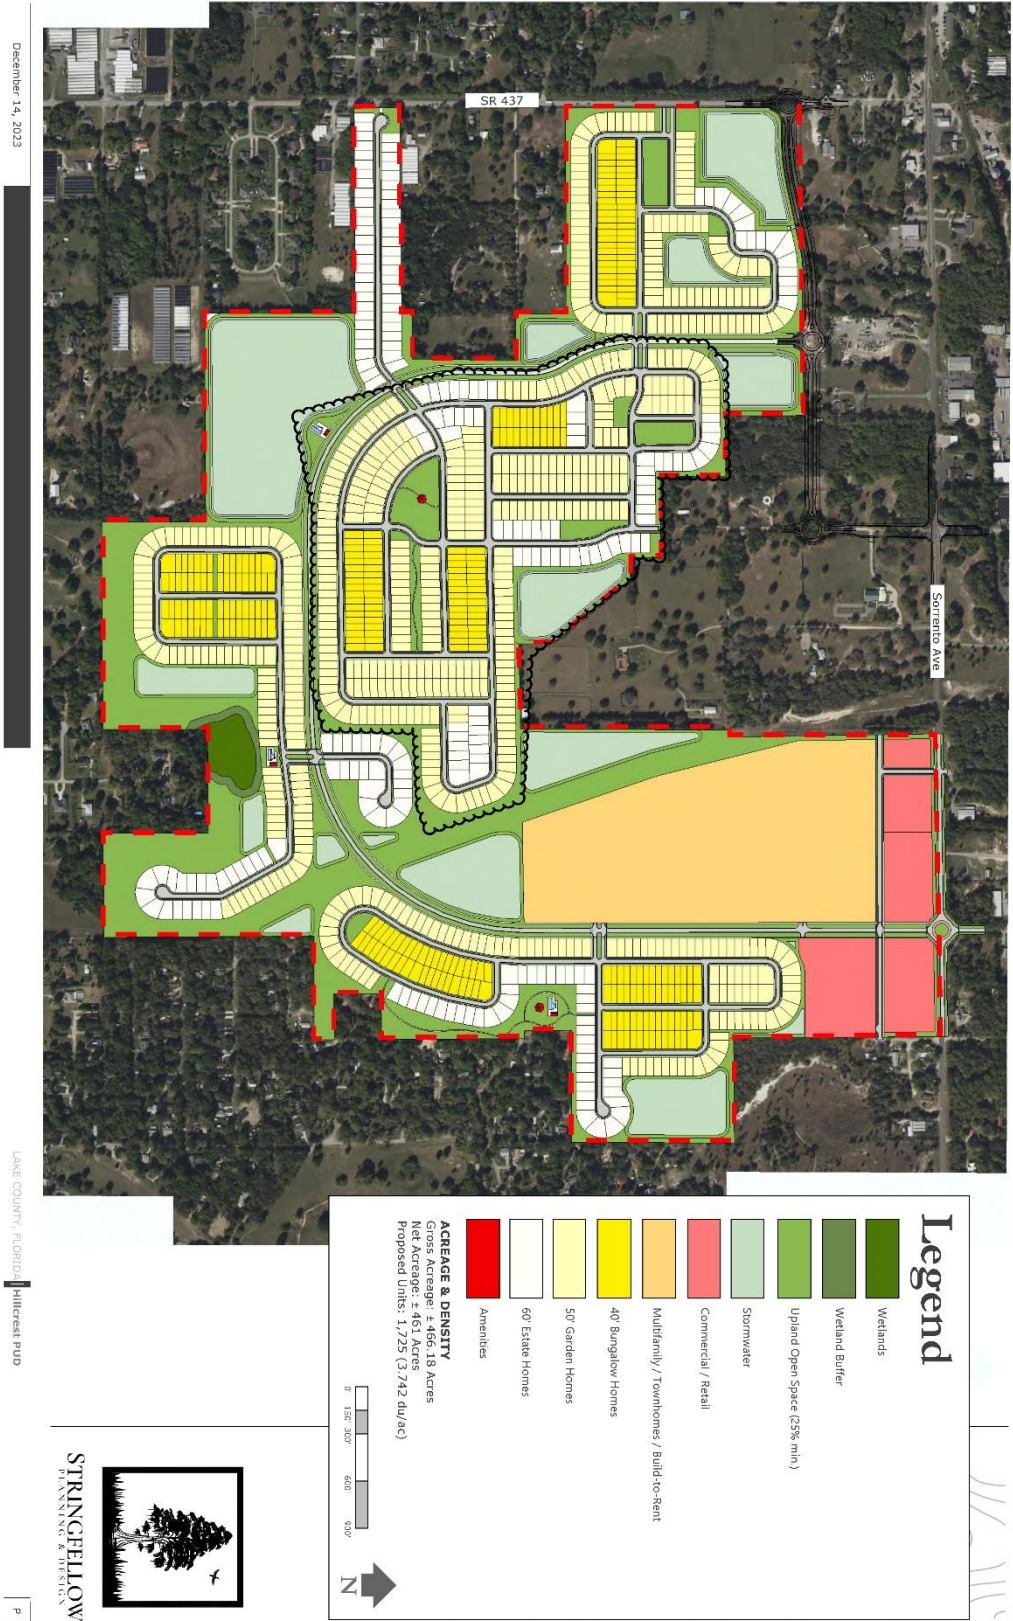 SR 437
Sorrento Ave
Legend
Wetlands
Wetland Buffer
Upland Open Space (25% min.)
Stormwater
Commercial / Retail
Multifamily / Townhomes / Build-to-Rent
40' Bungalow Homes
50' Garden Homes
60' Estate Homes
Amenities
ACREAGE & DENSITY
Gross Acreage: ± 466.18 Acres
Net Acreage: ± 461 Acres
Proposed Units: 1,725 (3.742 du/ac)
0' 150' 300' 600' 900'
N
STRINGFELLOW
PLANNING & DESIGN
December 14, 2023
LAKE COUNTY, FLORIDA Hillcrest PUD
P